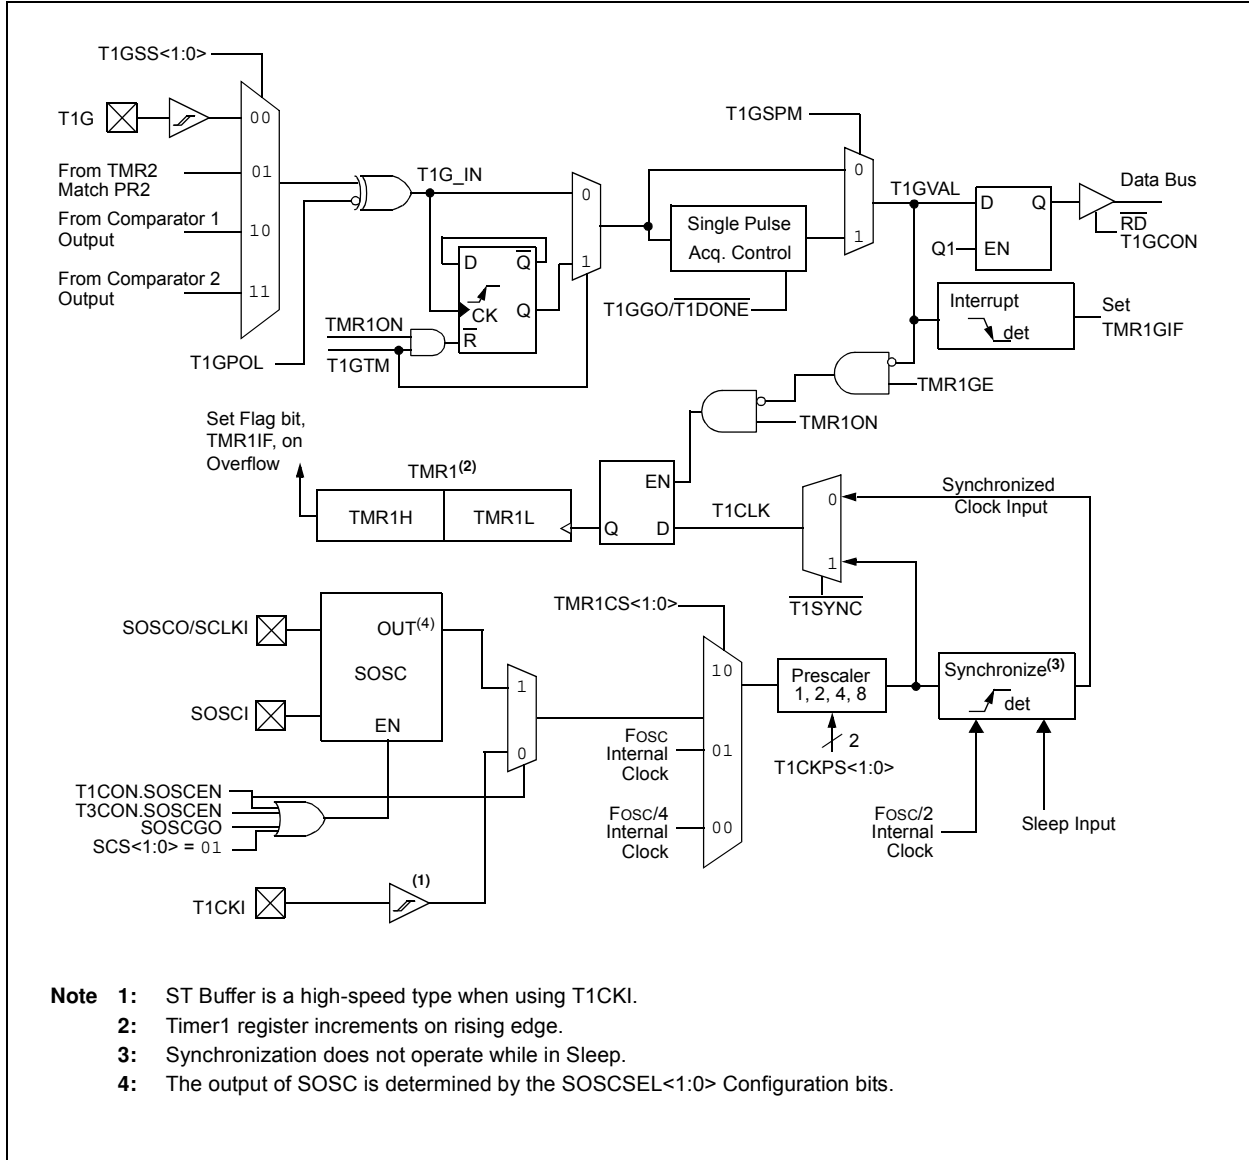 T1GSS<1:0>
T1G
00
From TMR2
Match PR2
01
From Comparator 1
Output
10
From Comparator 2
Output
11
T1GPOL
T1G_IN
D
Q
CK
Q
R
TMR1ON
T1GTM
0
1
T1GSPM
Single Pulse
Acq. Control
T1GGO/T1DONE
0
1
T1GVAL
D
Q
Q1
EN
Data Bus
RD
T1GCON
Interrupt
det
Set
TMR1GIF
TMR1GE
TMR1ON
Set Flag bit,
TMR1IF, on
Overflow
TMR1(2)
TMR1H
TMR1L
EN
Q
D
T1CLK
0
1
T1SYNC
Synchronized
Clock Input
SOSCO/SCLKI
OUT(4)
SOSC
SOSCI
EN
1
0
T1CON.SOSCEN
T3CON.SOSCEN
SOSCGO
SCS<1:0> = 01
T1CKI
(1)
TMR1CS<1:0>
10
FOSC
Internal
Clock
01
FOSC/4
Internal
Clock
00
Prescaler
1, 2, 4, 8
2
T1CKPS<1:0>
Synchronize(3)
det
FOSC/2
Internal
Clock
Sleep Input
Note 1: ST Buffer is a high-speed type when using T1CKI.
2: Timer1 register increments on rising edge.
3: Synchronization does not operate while in Sleep.
4: The output of SOSC is determined by the SOSCSEL<1:0> Configuration bits.